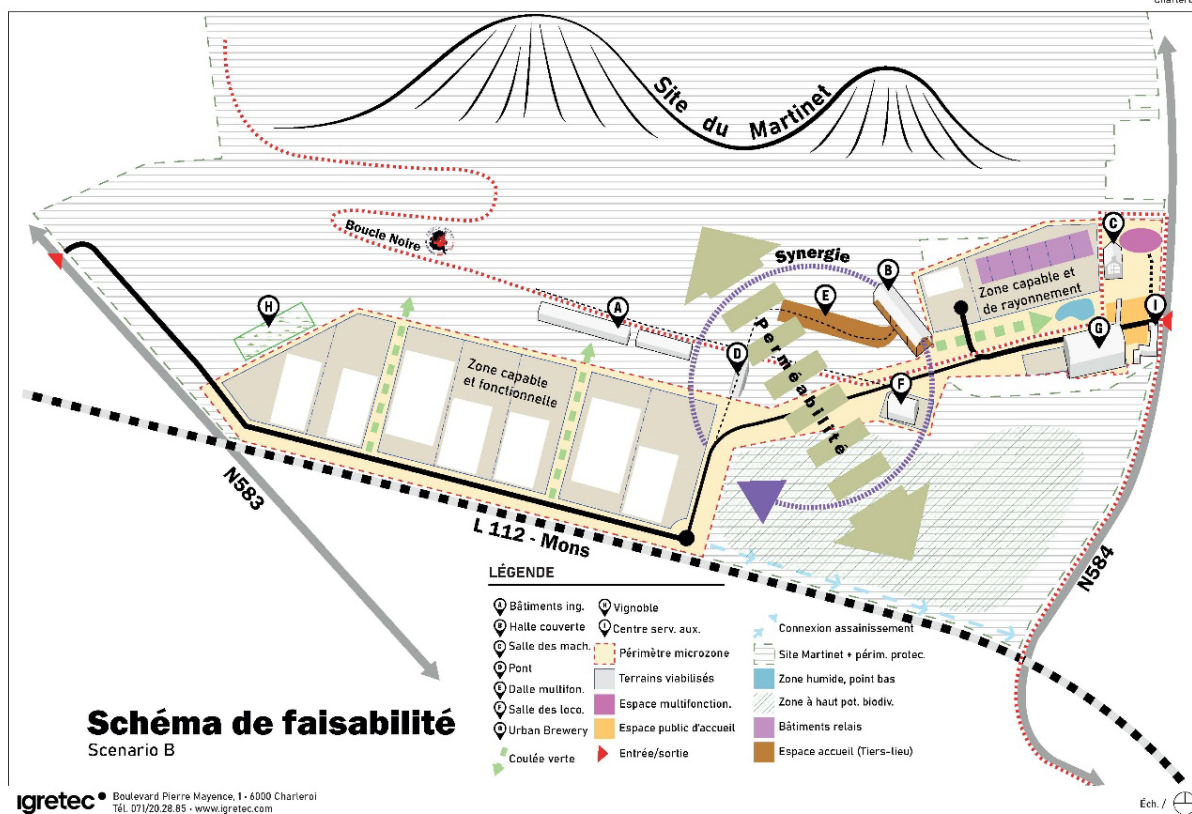 Charleroi
Site du Martinet
Boucle Noire
Synergie
Perméabilité
Zone capable et
de rayonnement
Zone capable
et fonctionnelle
A
B
C
D
E
F
G
H
I
N583
L 112 - Mons
N584
LÉGENDE
A Bâtiments ing.
B Halle couverte
C Salle des mach.
D Pont
E Dalle multifon.
F Salle des loco.
G Urban Brewery
Coulée verte
H Vignoble
I Centre serv. aux.
Périmètre microzone
Terrains viabilisés
Espace multifonction.
Espace public d'accueil
Entrée/sortie
Connexion assainissement
Site Martinet + périm. protec.
Zone humide, point bas
Zone à haut pot. biodiv.
Bâtiments relais
Espace accueil (Tiers-lieu)
Schéma de faisabilité
Scenario B
igretec
Boulevard Pierre Mayence, 1 - 6000 Charleroi
Tél. 071/20.28.85 - www.igretec.com
Éch. /